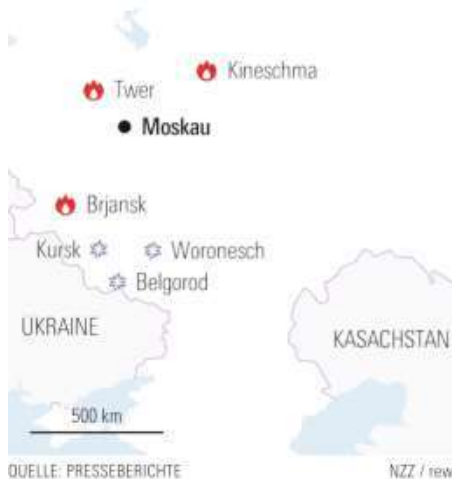 Kineschma
Twer
Moskau
Brjansk
Kursk
Woronesch
Belgorod
UKRAINE
KASACHSTAN
500 km
QUELLE: PRESSEBERICHTE
NZZ / rew